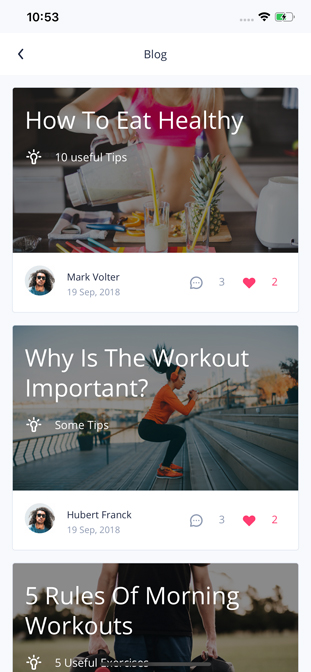 10:53
Blog
How To Eat Healthy
10 useful Tips
Mark Volter
19 Sep, 2018
3
2
Why Is The Workout
Important?
Some Tips
Hubert Franck
19 Sep, 2018
3
2
5 Rules Of Morning
Workouts
5 Useful Exercises